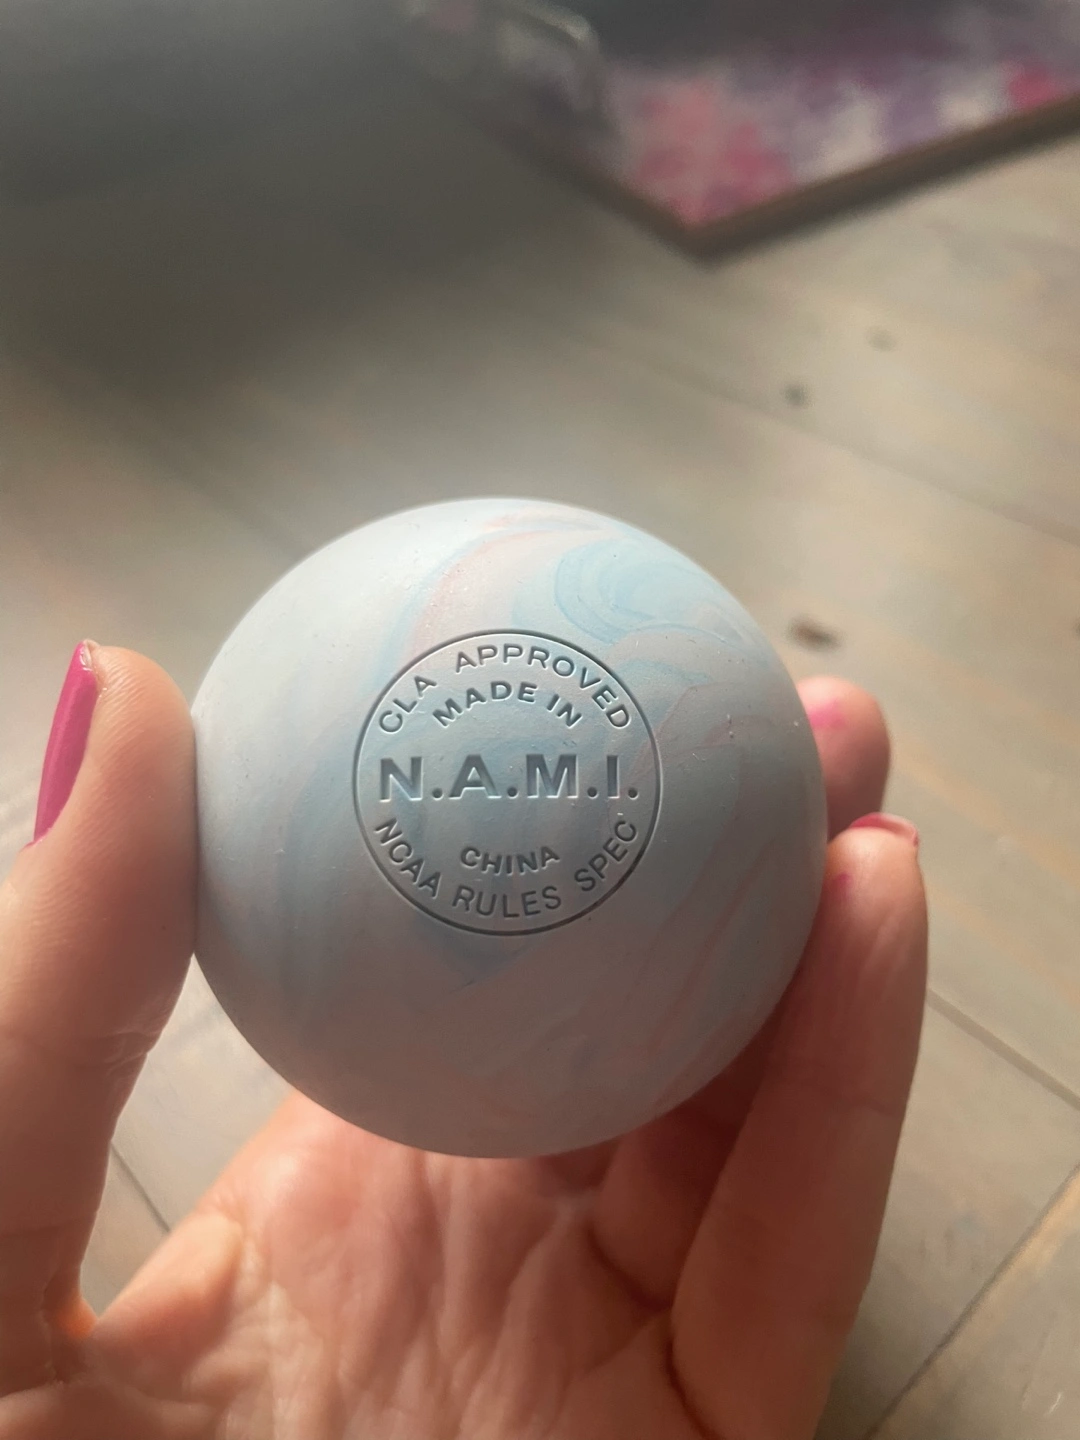 CLA APPROVED
MADE IN
N.A.M.I.
CHINA
NCAA RULES SPEC